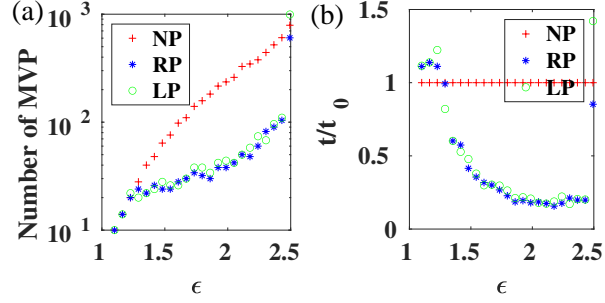 (a)
Number of MVP
10^3
10^2
10^1
NP
RP
LP
1
1.5
2
2.5
ϵ
(b)
t/t_0
1.5
1
0.5
0
NP
RP
LP
1
1.5
2
2.5
ϵ